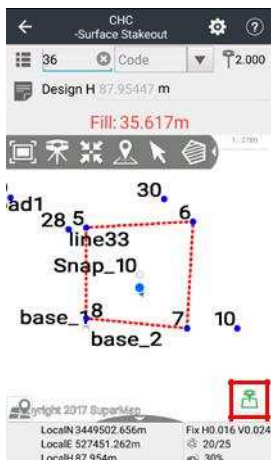 CHC
-Surface Stakeout
36 Code 2.000
Design H 87.95447 m
Fill:35.617m
30
ad1
28 5 6
line33
Snap_10
base_1 8 7 10
base_2
pyright 2017 SuperMap
LocalN 3449502.656m Fix H0.016 V0.024
LocalE 527451.262m 20/25
LocalH 87.954m 30%